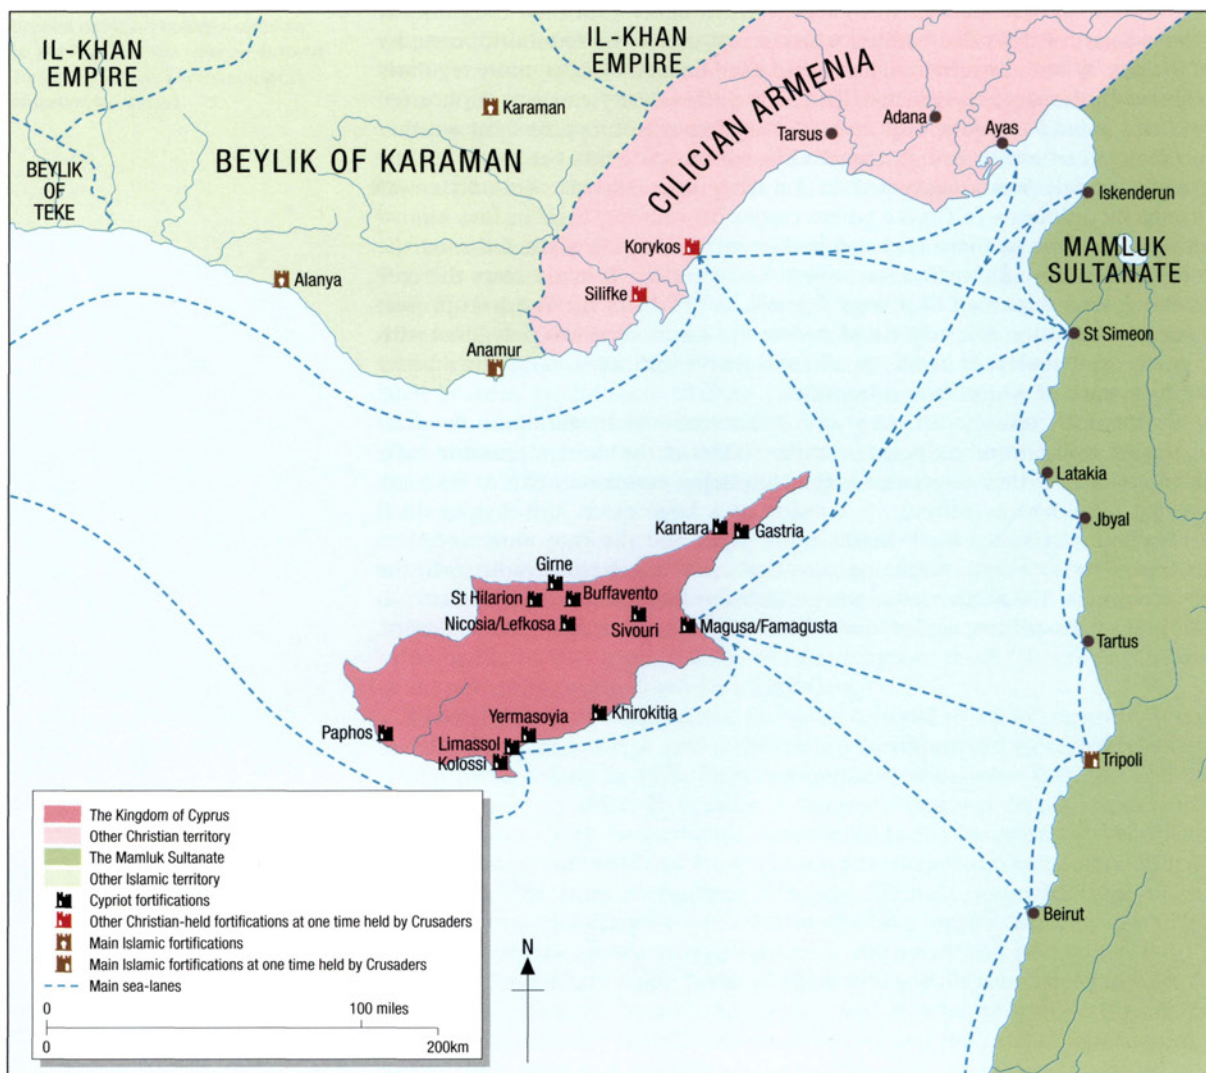 IL-KHAN
EMPIRE
IL-KHAN
EMPIRE
CILICIAN ARMENIA
Karaman
Adana
Ayas
Tarsus
BEYLIK OF KARAMAN
BEYLIK
OF
TEKE
Iskenderun
Korykos
MAMLUK
SULTANATE
Alanya
Silifke
St Simeon
Anamur
Latakia
Jbyal
Kantara
Gastria
Girne
St Hilarion
Buffavento
Nicosia/Lefkosa
Sivouri
Magusa/Famagusta
Tartus
Khirokitia
Yermasoyia
Paphos
Limassol
Kolossi
Tripoli
Beirut
The Kingdom of Cyprus
Other Christian territory
The Mamluk Sultanate
Other Islamic territory
Cypriot fortifications
Other Christian-held fortifications at one time held by Crusaders
Main Islamic fortifications
Main Islamic fortifications at one time held by Crusaders
Main sea-lanes
0 100 miles
0 200km
N